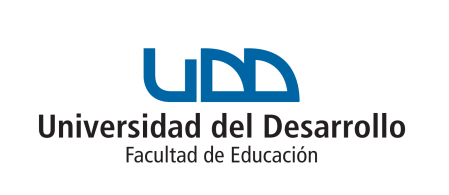 UDD
Universidad del Desarrollo
Facultad de Educación